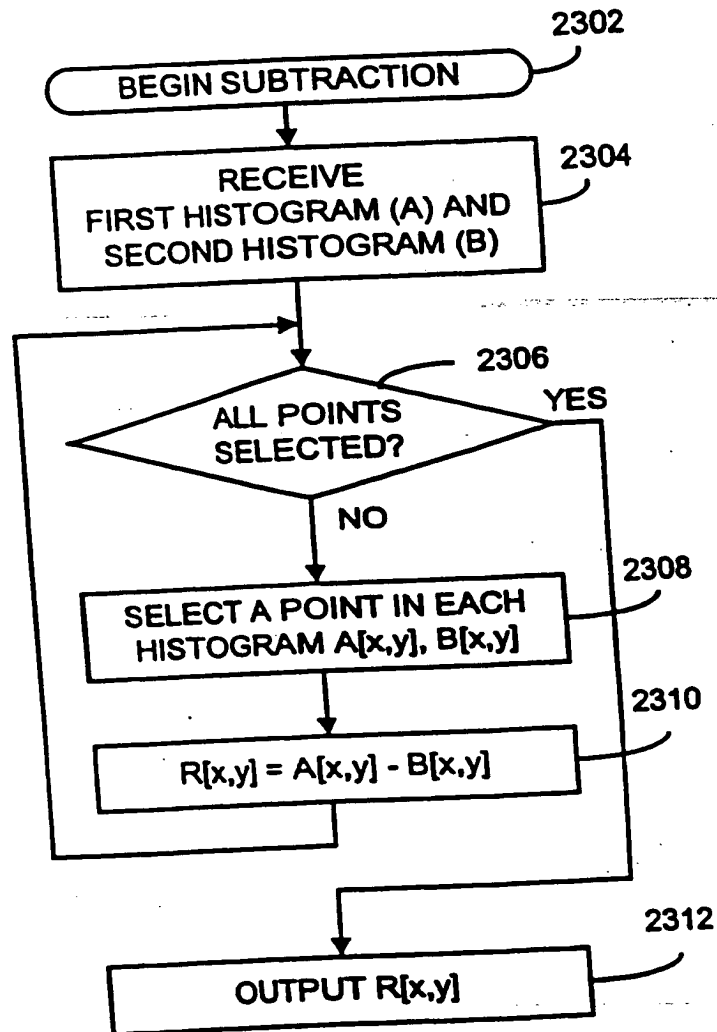 2302
BEGIN SUBTRACTION
2304
RECEIVE
FIRST HISTOGRAM (A) AND
SECOND HISTOGRAM (B)
2306
ALL POINTS
SELECTED?
YES
NO
2308
SELECT A POINT IN EACH
HISTOGRAM A[x,y], B[x,y]
2310
R[x,y] = A[x,y] - B[x,y]
2312
OUTPUT R[x,y]